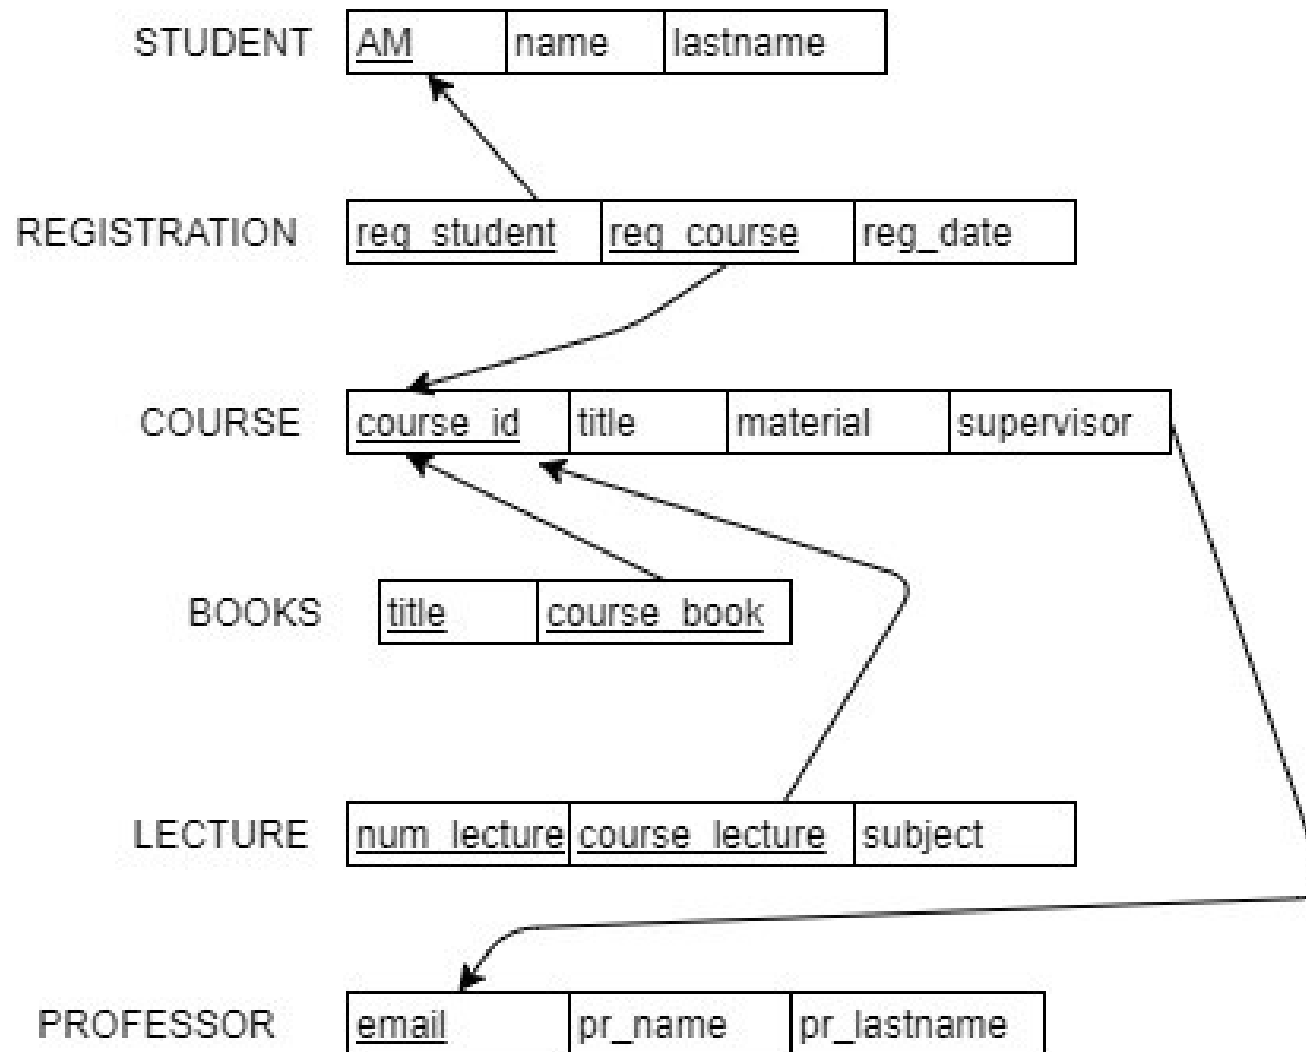 STUDENT AM name lastname
REGISTRATION reg_student reg_course reg_date
COURSE course_id title material supervisor
BOOKS title course_book
LECTURE num_lecture course_lecture subject
PROFESSOR email pr_name pr_lastname